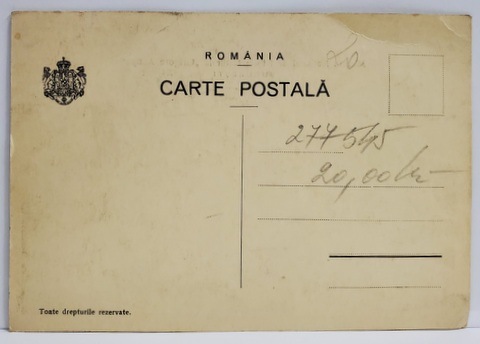 ROMÂNIA
CARTE POSTALĂ
277545
20,00
Toate drepturile rezervate.